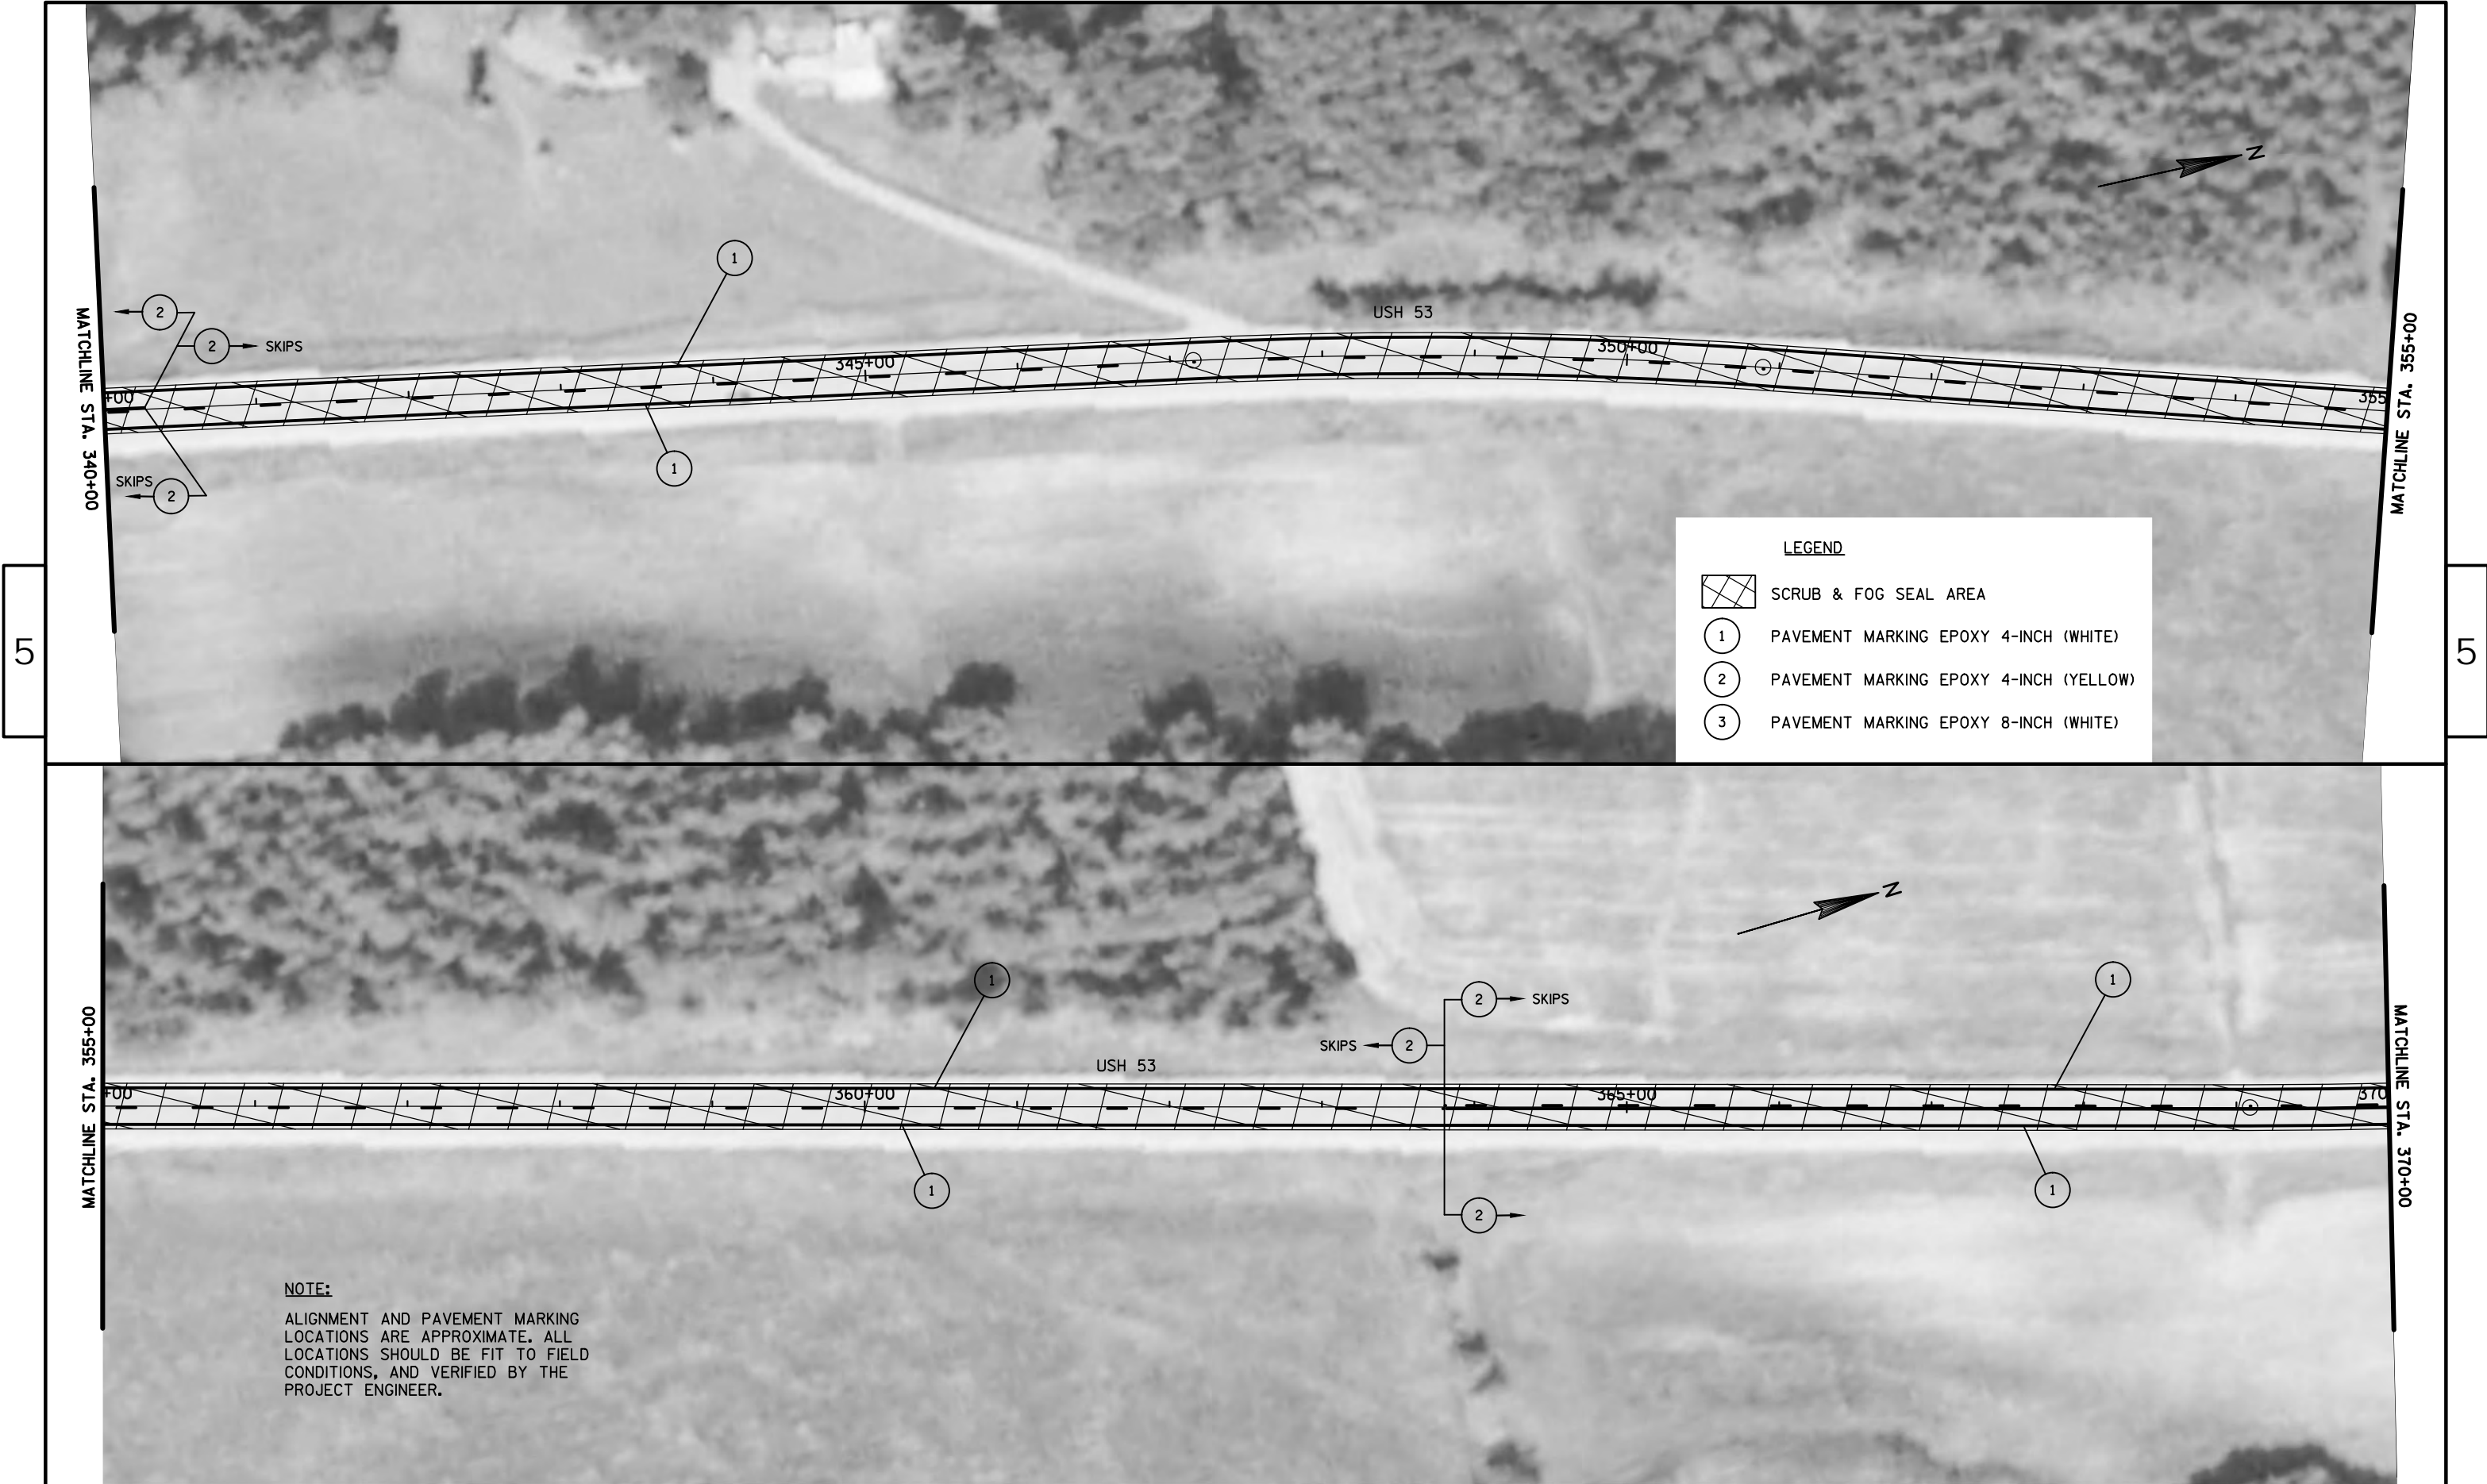 1
2
2 SKIPS
USH 53
N
+00
345+00
350+00
355
MATCHLINE STA. 340+00
MATCHLINE STA. 355+00
SKIPS
2
1
LEGEND
SCRUB & FOG SEAL AREA
1 PAVEMENT MARKING EPOXY 4-INCH (WHITE)
2 PAVEMENT MARKING EPOXY 4-INCH (YELLOW)
3 PAVEMENT MARKING EPOXY 8-INCH (WHITE)
5
5
N
1
1
2 SKIPS
SKIPS 2
USH 53
+00
360+00
365+00
370
MATCHLINE STA. 355+00
MATCHLINE STA. 370+00
1
1
2
NOTE:
ALIGNMENT AND PAVEMENT MARKING
LOCATIONS ARE APPROXIMATE. ALL
LOCATIONS SHOULD BE FIT TO FIELD
CONDITIONS, AND VERIFIED BY THE
PROJECT ENGINEER.